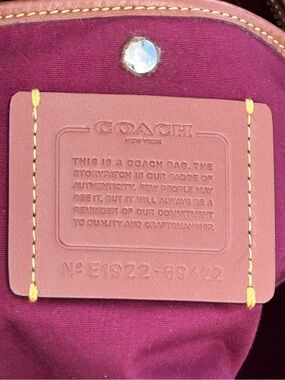 COACH
NEW YORK
THIS IS A COACH BAG. THE
STORYPATCH IS OUR BADGE OF
AUTHENTICITY. FEW PEOPLE MAY
SEE IT, BUT IT WILL ALWAYS BE A
REMINDER OF OUR COMMITMENT
TO QUALITY AND CRAFTSMANSHIP.
Nº E1922-69422